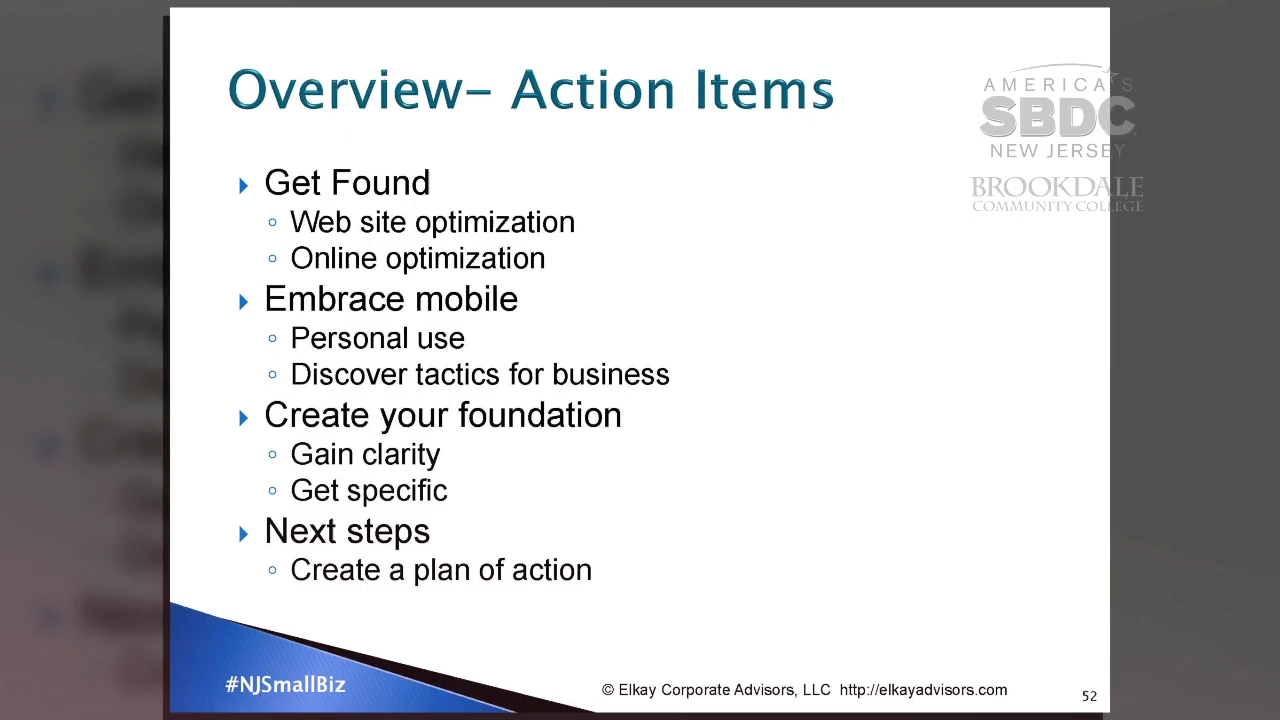 Overview- Action Items
AMERICA'S
SBDC
NEW JERSEY
BROOKDALE
COMMUNITY COLLEGE
Get Found
Web site optimization
Online optimization
Embrace mobile
Personal use
Discover tactics for business
Create your foundation
Gain clarity
Get specific
Next steps
Create a plan of action
#NJSmallBiz
© Elkay Corporate Advisors, LLC http://elkayadvisors.com
52